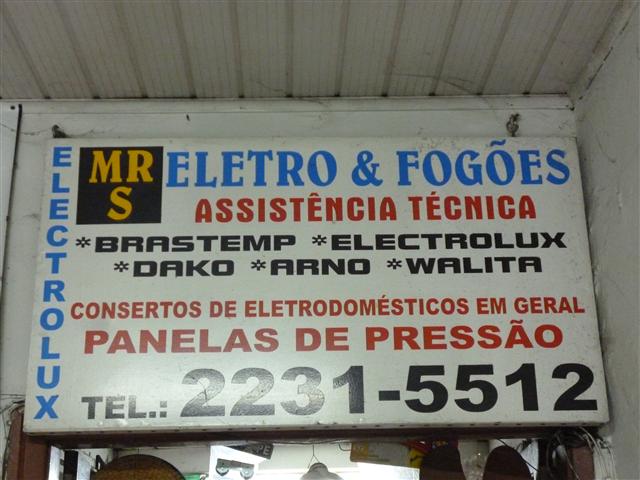 ELECTROLUX
MR S
ELETRO & FOGÕES
ASSISTÊNCIA TÉCNICA
*BRASTEMP *ELECTROLUX
*DAKO *ARNO *WALITA
CONSERTOS DE ELETRODOMÉSTICOS EM GERAL
PANELAS DE PRESSÃO
TEL.: 2231-5512